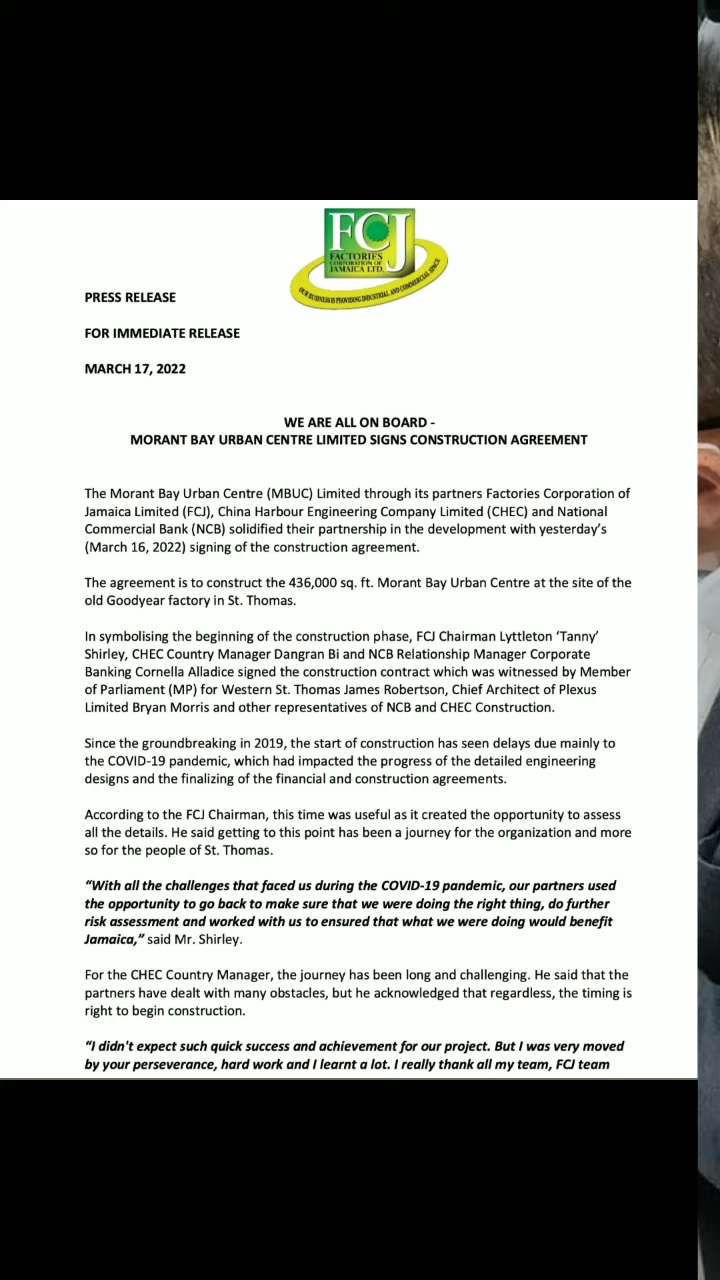 FCJ
FACTORIES
CORPORATION OF
JAMAICA LTD.
OUR BUSINESS IS PROVIDING INDUSTRIAL AND COMMERCIAL SPACE
PRESS RELEASE
FOR IMMEDIATE RELEASE
MARCH 17, 2022
WE ARE ALL ON BOARD -
MORANT BAY URBAN CENTRE LIMITED SIGNS CONSTRUCTION AGREEMENT
The Morant Bay Urban Centre (MBUC) Limited through its partners Factories Corporation of
Jamaica Limited (FCJ), China Harbour Engineering Company Limited (CHEC) and National
Commercial Bank (NCB) solidified their partnership in the development with yesterday’s
(March 16, 2022) signing of the construction agreement.
The agreement is to construct the 436,000 sq. ft. Morant Bay Urban Centre at the site of the
old Goodyear factory in St. Thomas.
In symbolising the beginning of the construction phase, FCJ Chairman Lyttleton ‘Tanny’
Shirley, CHEC Country Manager Dangran Bi and NCB Relationship Manager Corporate
Banking Cornella Alladice signed the construction contract which was witnessed by Member
of Parliament (MP) for Western St. Thomas James Robertson, Chief Architect of Plexus
Limited Bryan Morris and other representatives of NCB and CHEC Construction.
Since the groundbreaking in 2019, the start of construction has seen delays due mainly to
the COVID-19 pandemic, which had impacted the progress of the detailed engineering
designs and the finalizing of the financial and construction agreements.
According to the FCJ Chairman, this time was useful as it created the opportunity to assess
all the details. He said getting to this point has been a journey for the organization and more
so for the people of St. Thomas.
“With all the challenges that faced us during the COVID-19 pandemic, our partners used
the opportunity to go back to make sure that we were doing the right thing, do further
risk assessment and worked with us to ensured that what we were doing would benefit
Jamaica,” said Mr. Shirley.
For the CHEC Country Manager, the journey has been long and challenging. He said that the
partners have dealt with many obstacles, but he acknowledged that regardless, the timing is
right to begin construction.
“I didn't expect such quick success and achievement for our project. But I was very moved
by your perseverance, hard work and I learnt a lot. I really thank all my team, FCJ team